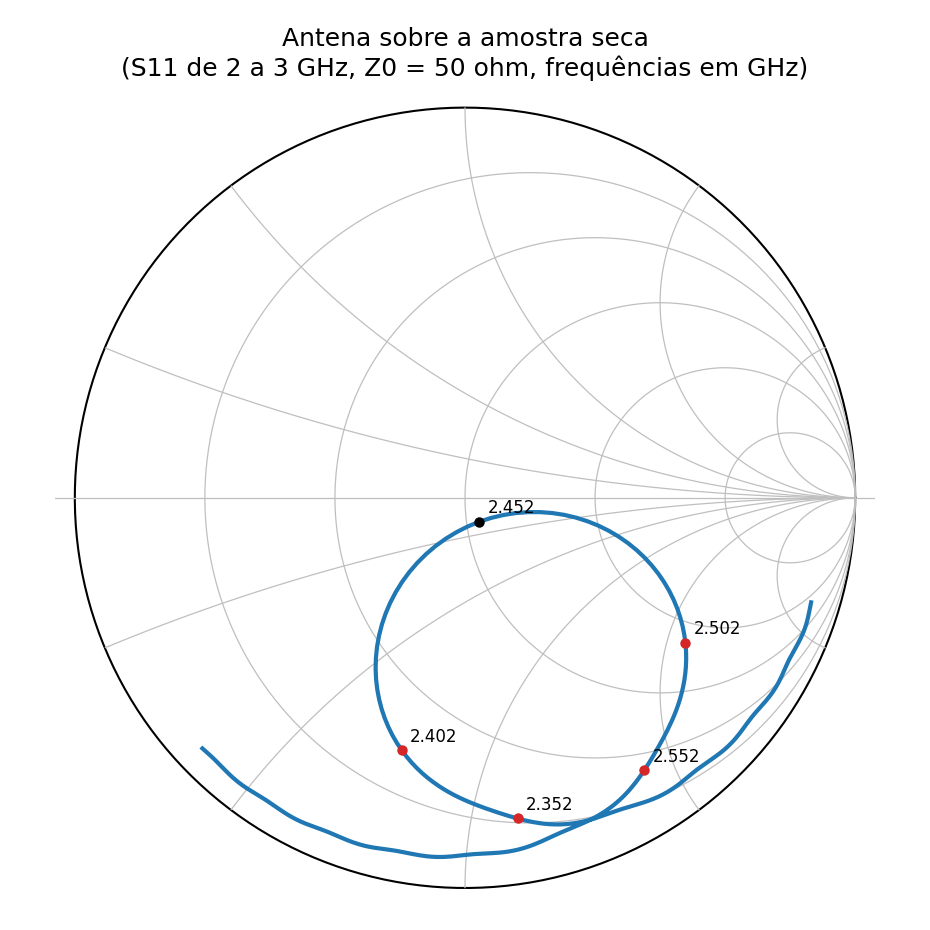 Antena sobre a amostra seca
(S11 de 2 a 3 GHz, Z0 = 50 ohm, frequências em GHz)
2.452
2.502
2.402
2.552
2.352